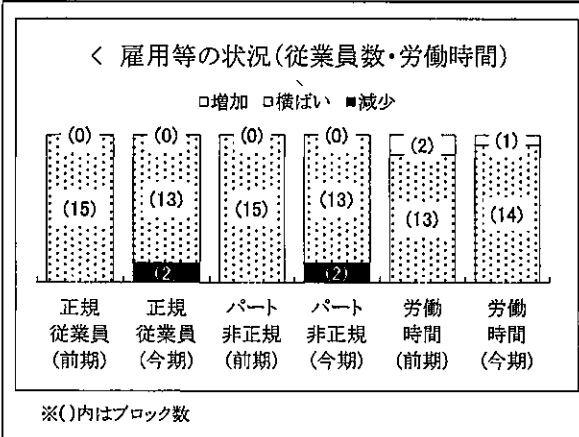 < 雇用等の状況(従業員数・労働時間)
□増加 □横ばい ■減少
(0) (0) (0) (0) (2) (1)
(15) (13) (15) (13) (13) (14)
(2 (2)
正規 正規 パート パート 労働 労働
従業員 従業員 非正規 非正規 時間 時間
(前期) (今期) (前期) (今期) (前期) (今期)
※()内はブロック数